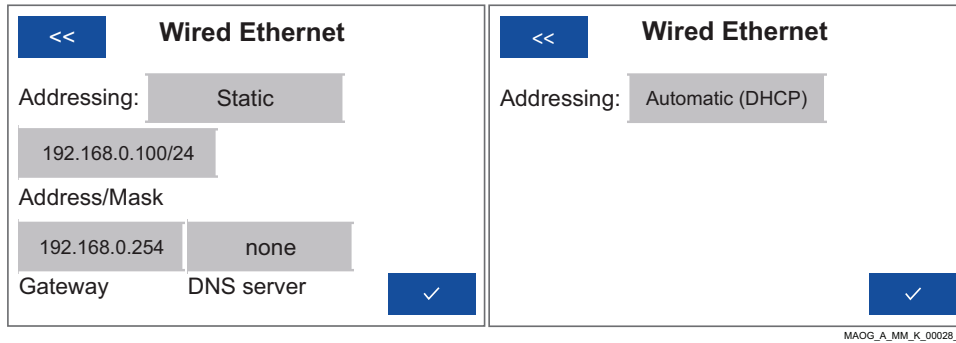 << Wired Ethernet
Addressing: Static
192.168.0.100/24
Address/Mask
192.168.0.254 none
Gateway DNS server
<< Wired Ethernet
Addressing: Automatic (DHCP)
MAOG_A_MM_K_00028_